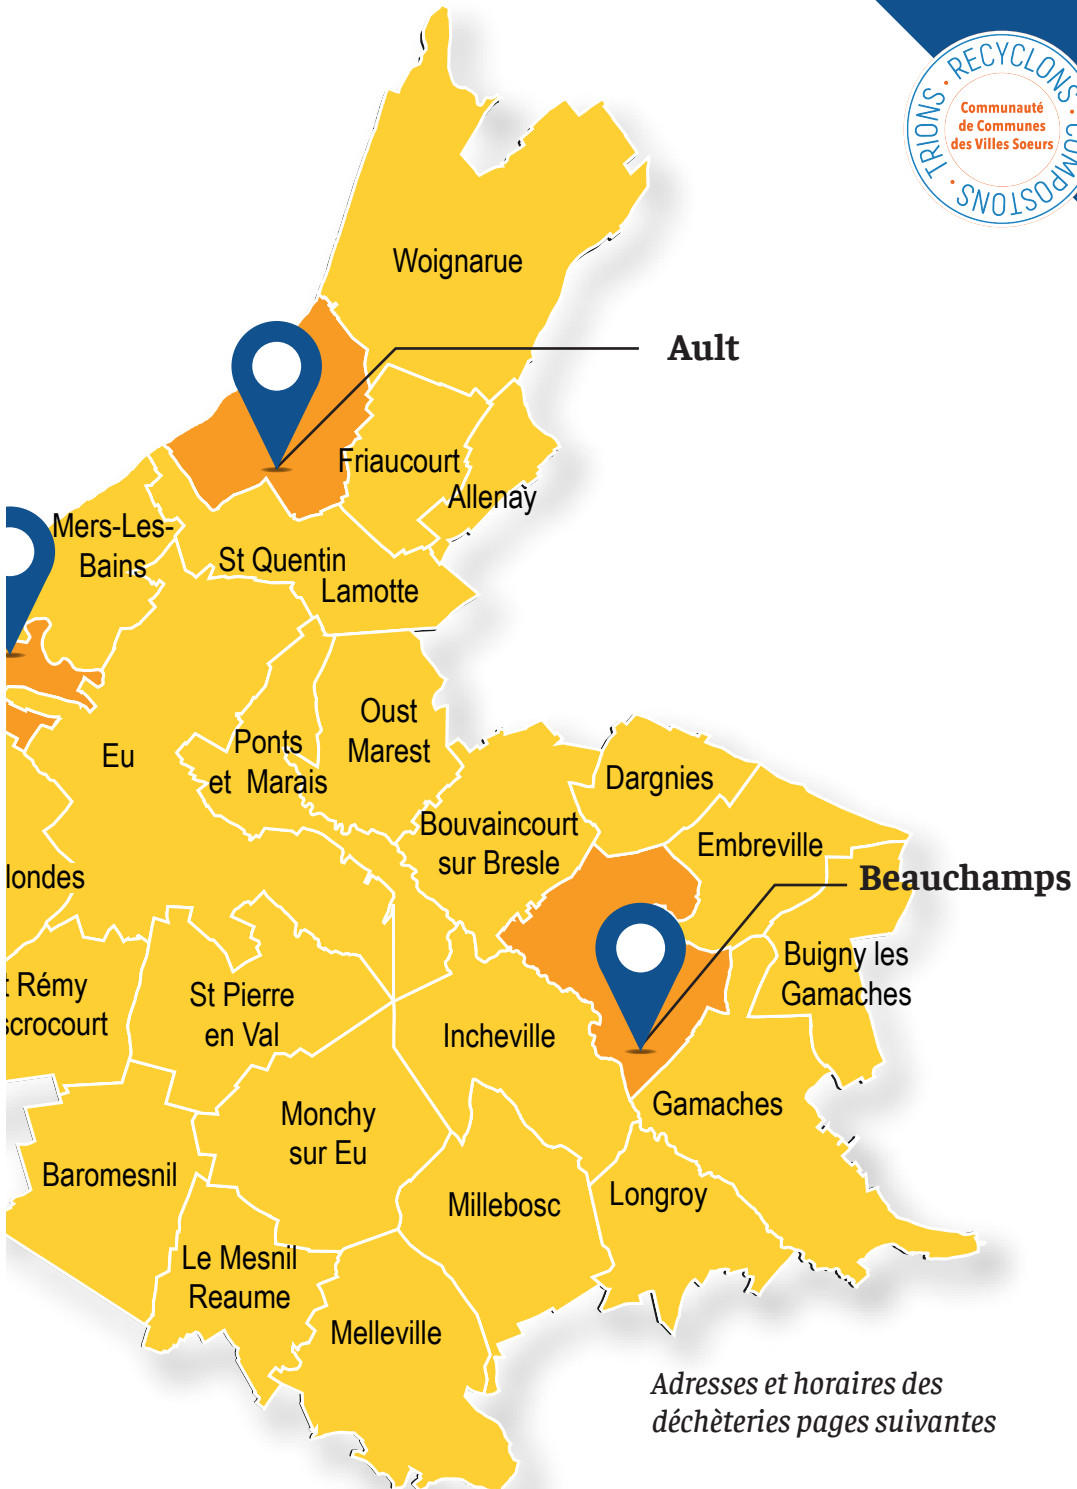 TRIONS · RECYCLONS · COMPOSTONS ·
Communauté
de Communes
des Villes Soeurs
Woignarue
Ault
Friaucourt
Allenay
Mers-Les-
Bains
St Quentin
Lamotte
Oust
Marest
Ponts
et Marais
Eu
Dargnies
Bouvaincourt
sur Bresle
Embreville
Beauchamps
londes
Buigny les
Gamaches
t Rémy
scrocourt
St Pierre
en Val
Incheville
Monchy
sur Eu
Gamaches
Baromesnil
Millebosc
Longroy
Le Mesnil
Reaume
Melleville
Adresses et horaires des
déchèteries pages suivantes